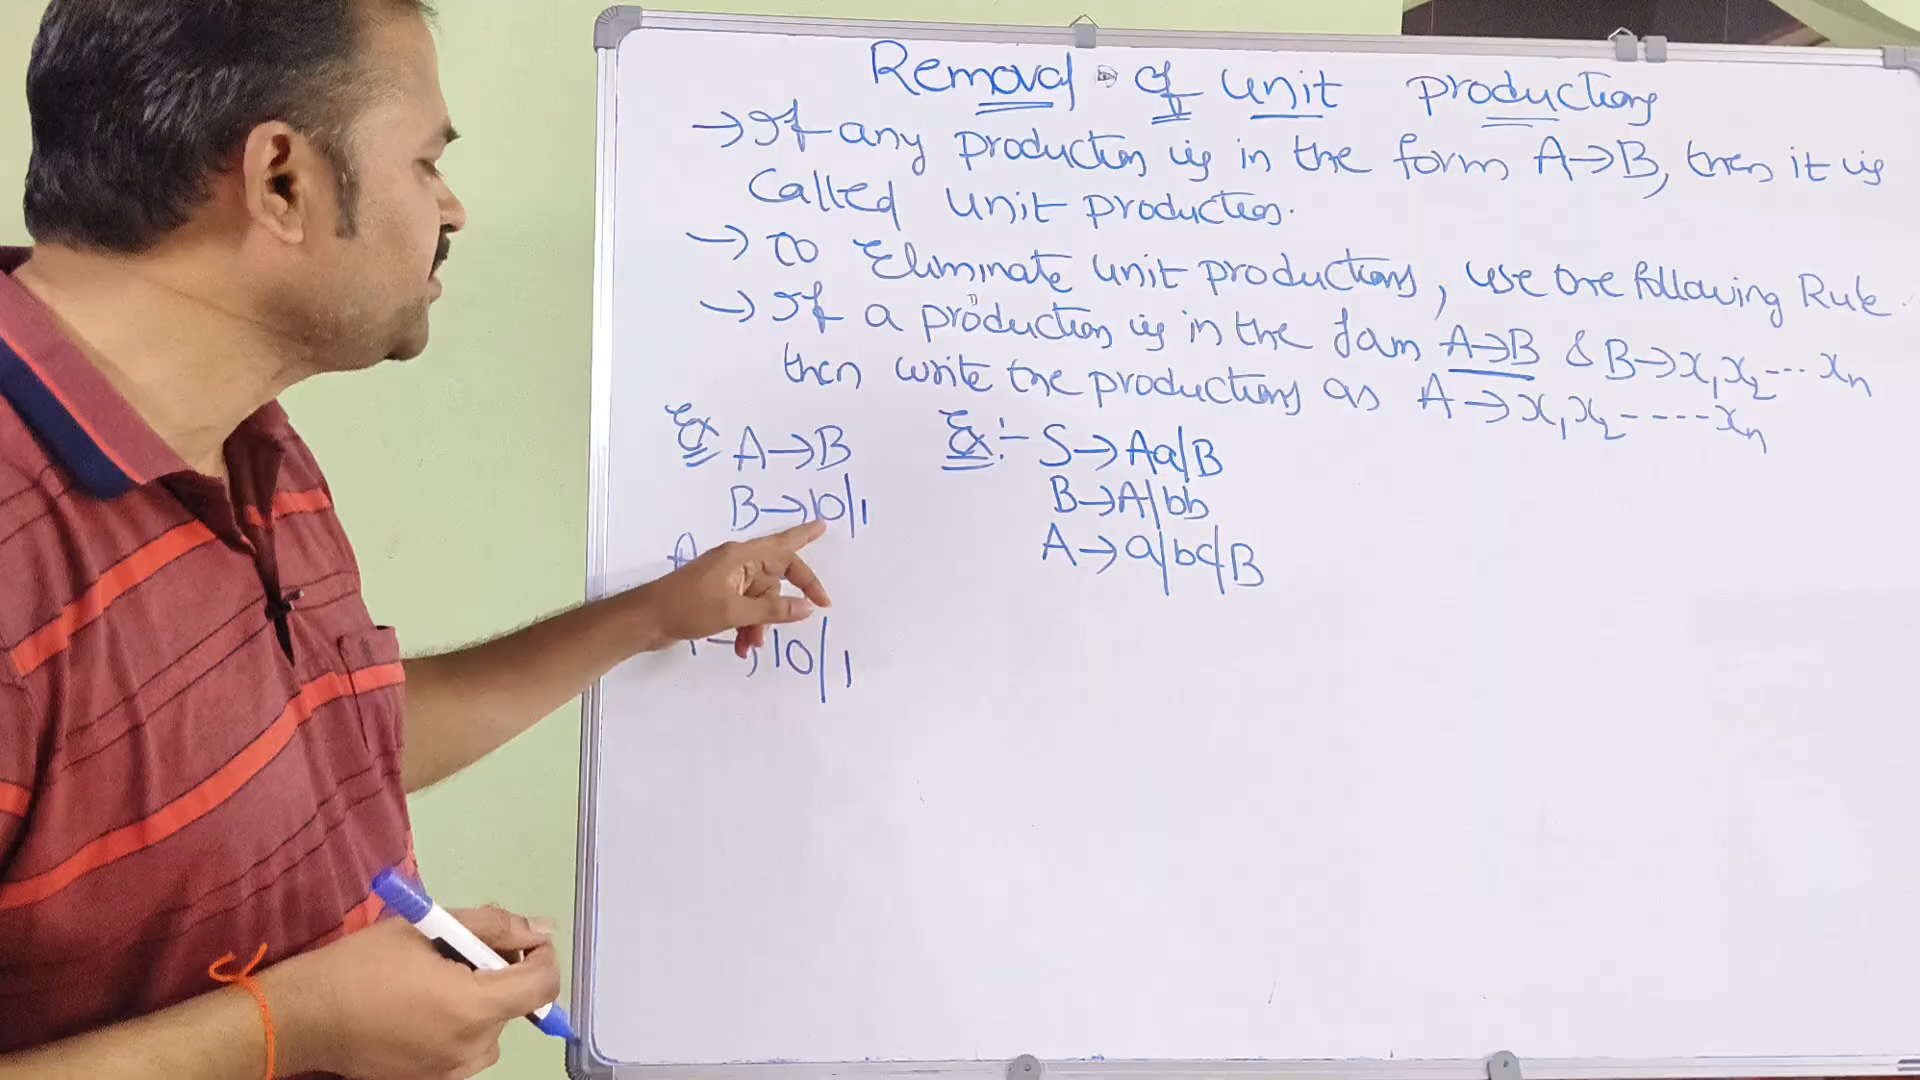 Removal of unit productions
→ If any production is in the form A→B, then it is
called unit production.
→ to Eliminate unit productions, use the following Rule.
→ If a production is in the form A→B & B→x₁x₂--- xₙ
then write the productions as A→x₁x₂-----xₙ
Ex A→B
B→10/1
A
→10/1
Ex:- S→Aa|B
B→A|bb
A→a|bc|B